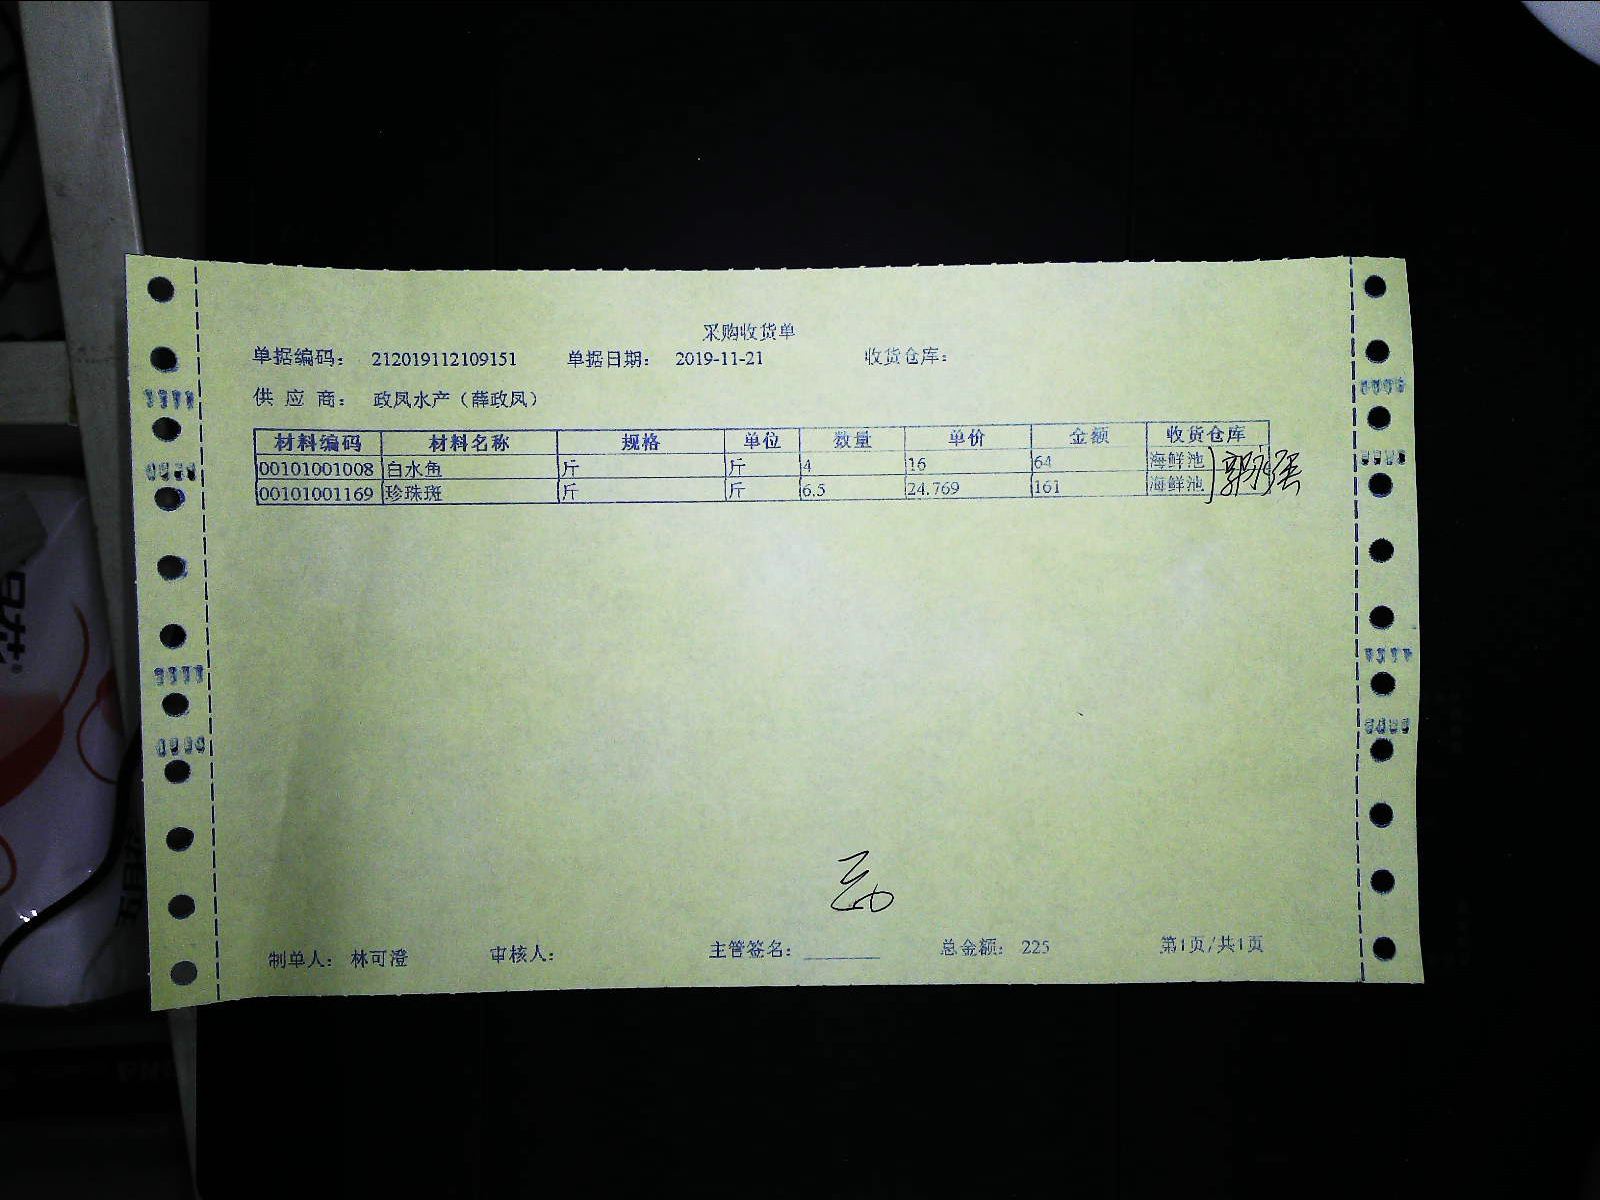 采购收货单
单据编码： 212019112109151 单据日期： 2019-11-21 收货仓库：
供 应 商： 政凤水产（薛政凤）
材料编码 材料名称 规格 单位 数量 单价 金额 收货仓库
00101001008 白水鱼 斤 斤 4 16 64 海鲜池
00101001169 珍珠斑 斤 斤 6.5 24.769 161 海鲜池
制单人： 林可澄 审核人： 主管签名：________ 总金额： 225 第1页/共1页